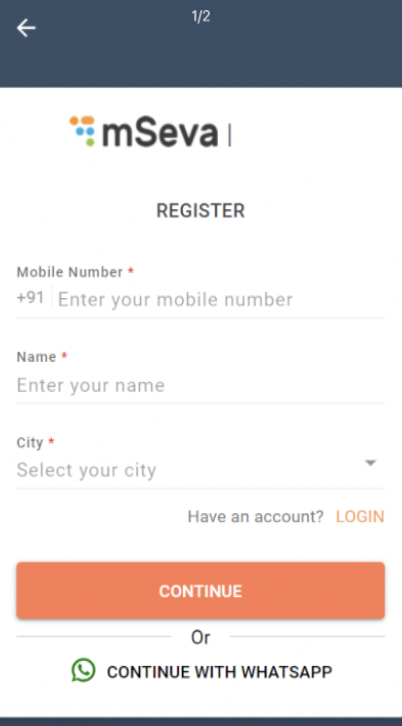 1/2
mSeva |
REGISTER
Mobile Number *
+91 Enter your mobile number
Name *
Enter your name
City *
Select your city
Have an account? LOGIN
CONTINUE
Or
CONTINUE WITH WHATSAPP